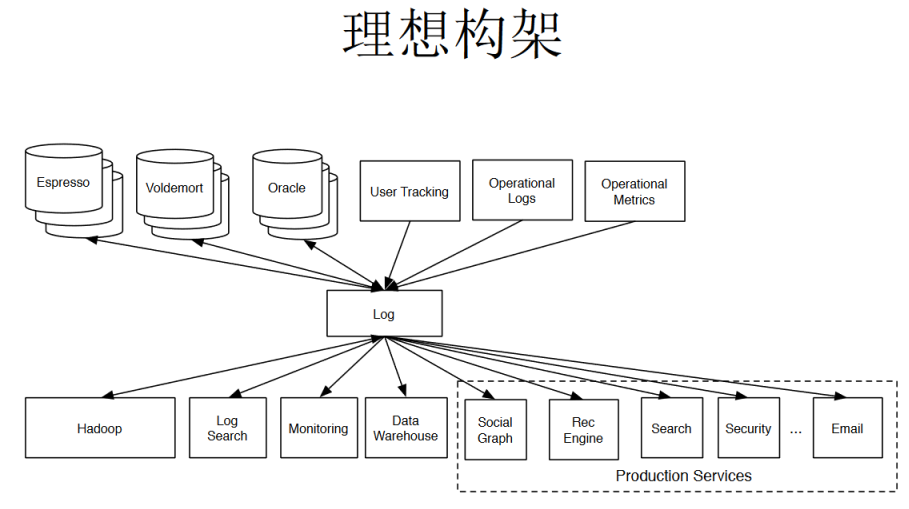 理想构架
Espresso
Voldemort
Oracle
User Tracking
Operational
Logs
Operational
Metrics
Log
Hadoop
Log
Search
Monitoring
Data
Warehouse
Social
Graph
Rec
Engine
Search
Security
...
Email
Production Services